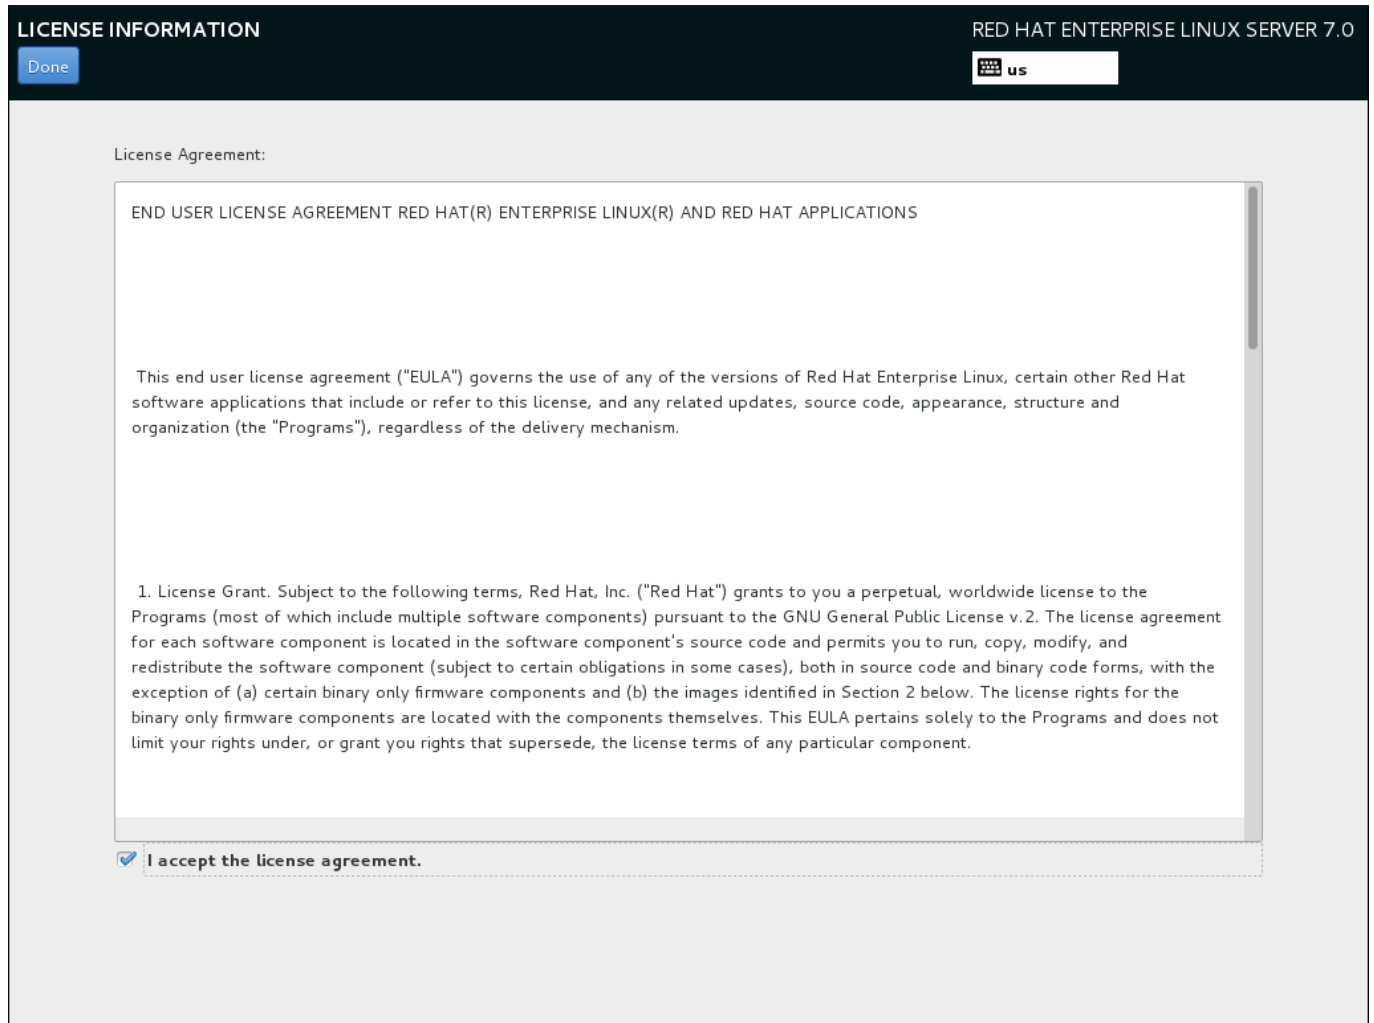 LICENSE INFORMATION
RED HAT ENTERPRISE LINUX SERVER 7.0
Done
us
License Agreement:
END USER LICENSE AGREEMENT RED HAT(R) ENTERPRISE LINUX(R) AND RED HAT APPLICATIONS
This end user license agreement ("EULA") governs the use of any of the versions of Red Hat Enterprise Linux, certain other Red Hat
software applications that include or refer to this license, and any related updates, source code, appearance, structure and
organization (the "Programs"), regardless of the delivery mechanism.
1. License Grant. Subject to the following terms, Red Hat, Inc. ("Red Hat") grants to you a perpetual, worldwide license to the
Programs (most of which include multiple software components) pursuant to the GNU General Public License v.2. The license agreement
for each software component is located in the software component's source code and permits you to run, copy, modify, and
redistribute the software component (subject to certain obligations in some cases), both in source code and binary code forms, with the
exception of (a) certain binary only firmware components and (b) the images identified in Section 2 below. The license rights for the
binary only firmware components are located with the components themselves. This EULA pertains solely to the Programs and does not
limit your rights under, or grant you rights that supersede, the license terms of any particular component.
I accept the license agreement.